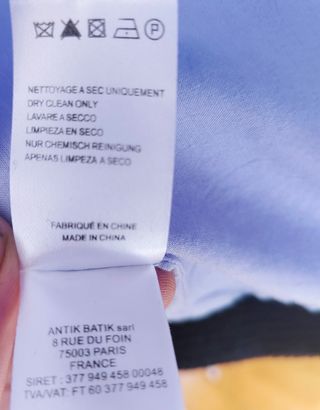 NETTOYAGE A SEC UNIQUEMENT
DRY CLEAN ONLY
LAVARE A SECCO
LIMPIEZA EN SECO
NUR CHEMISCH REINIGUNG
APENAS LIMPEZA A SECO
FABRIQUÉ EN CHINE
MADE IN CHINA
ANTIK BATIK sarl
8 RUE DU FOIN
75003 PARIS
FRANCE
SIRET : 377 949 458 00048
TVA/VAT: FT 60 377 949 458